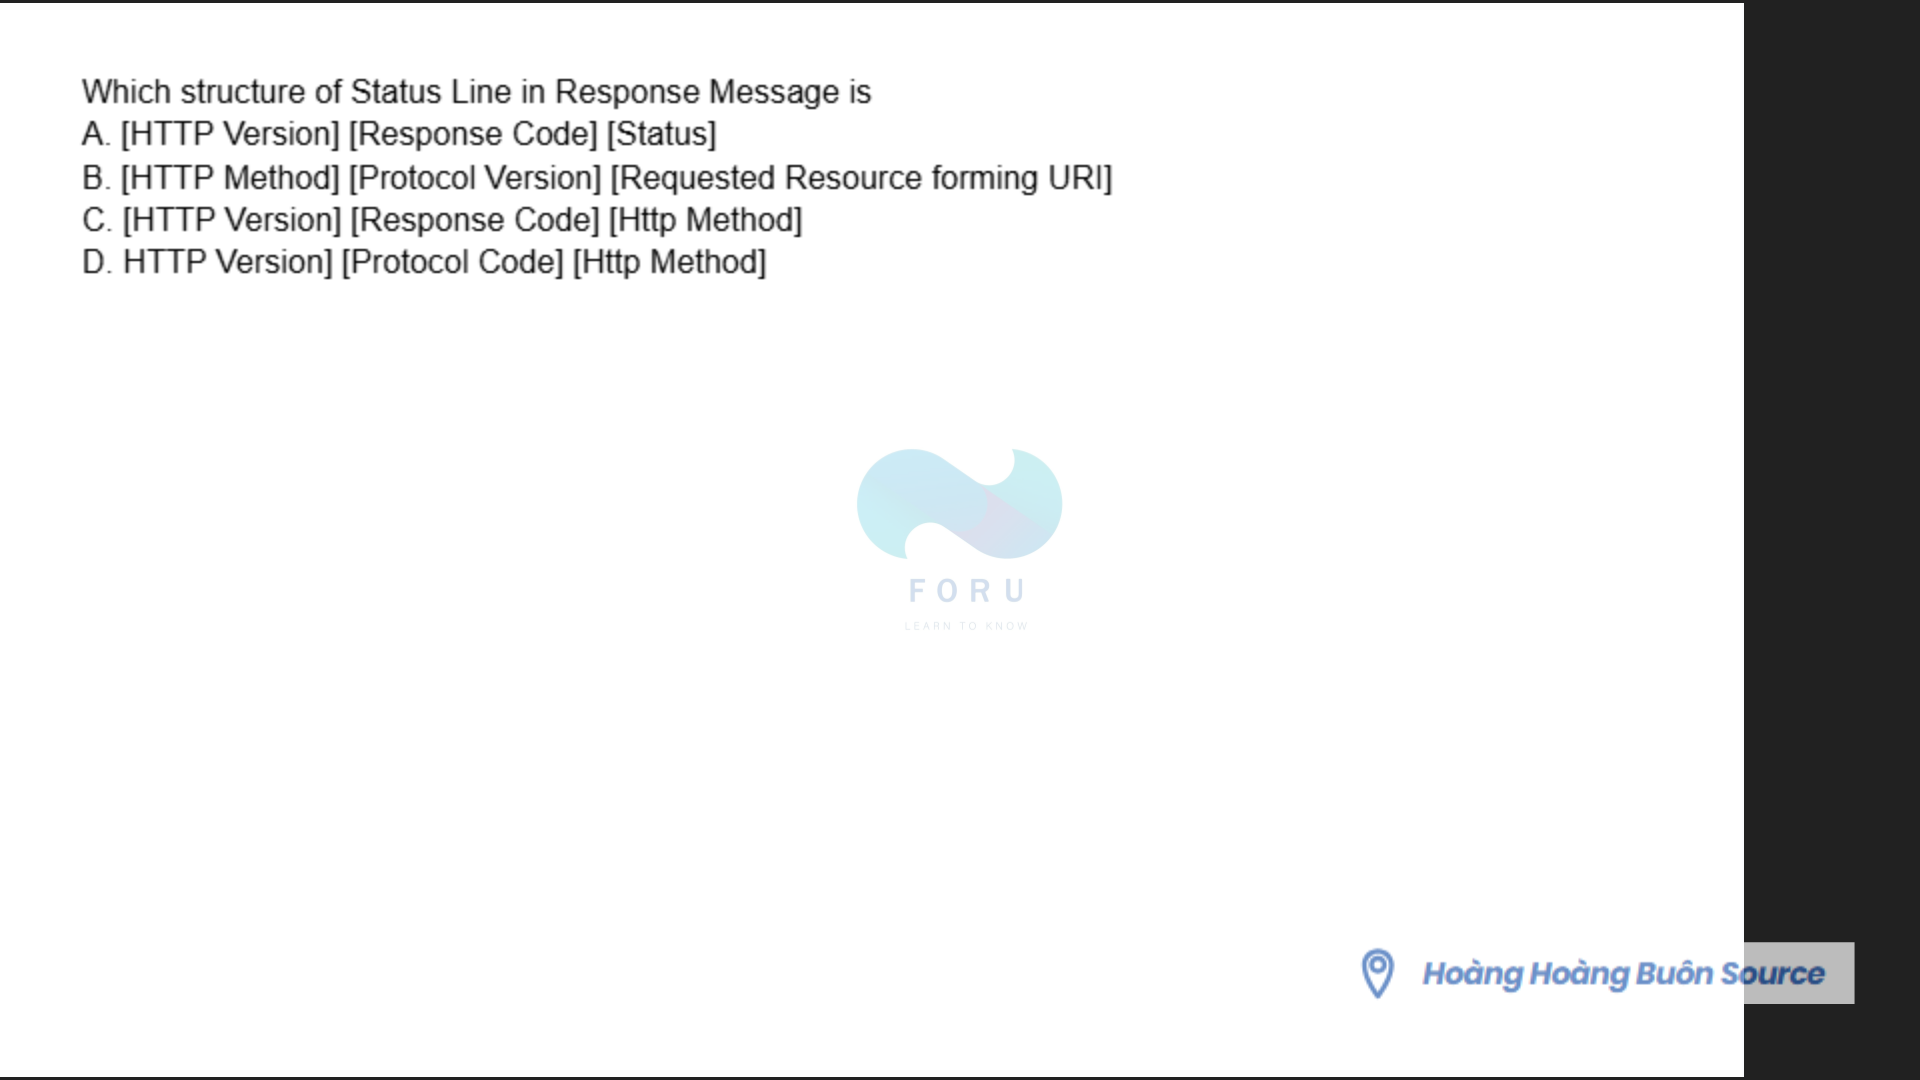 Which structure of Status Line in Response Message is
A. [HTTP Version] [Response Code] [Status]
B. [HTTP Method] [Protocol Version] [Requested Resource forming URI]
C. [HTTP Version] [Response Code] [Http Method]
D. HTTP Version] [Protocol Code] [Http Method]
FORU
LEARN TO KNOW
Hoàng Hoàng Buôn Source